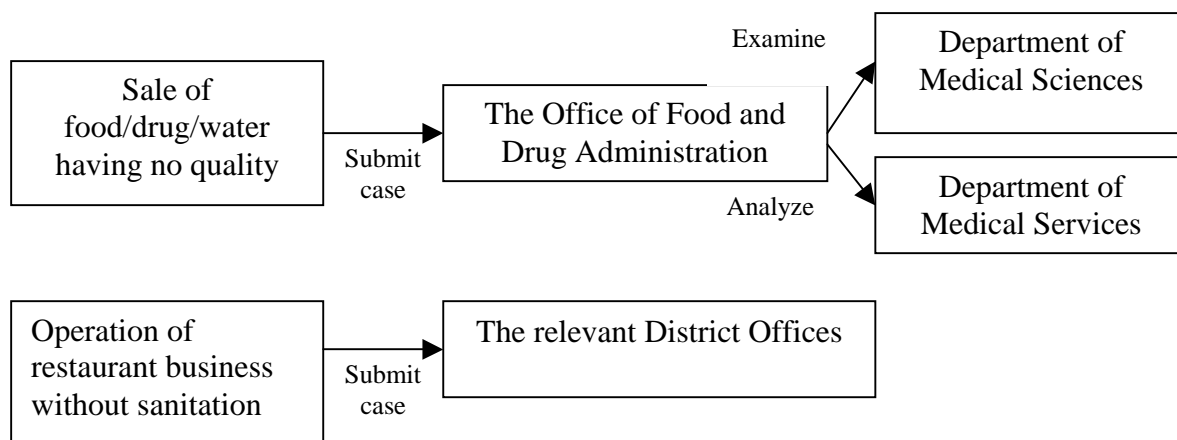 Sale of
food/drug/water
having no quality
Submit
case
The Office of Food and
Drug Administration
Examine
Department of
Medical Sciences
Analyze
Department of
Medical Services
Operation of
restaurant business
without sanitation
Submit
case
The relevant District Offices